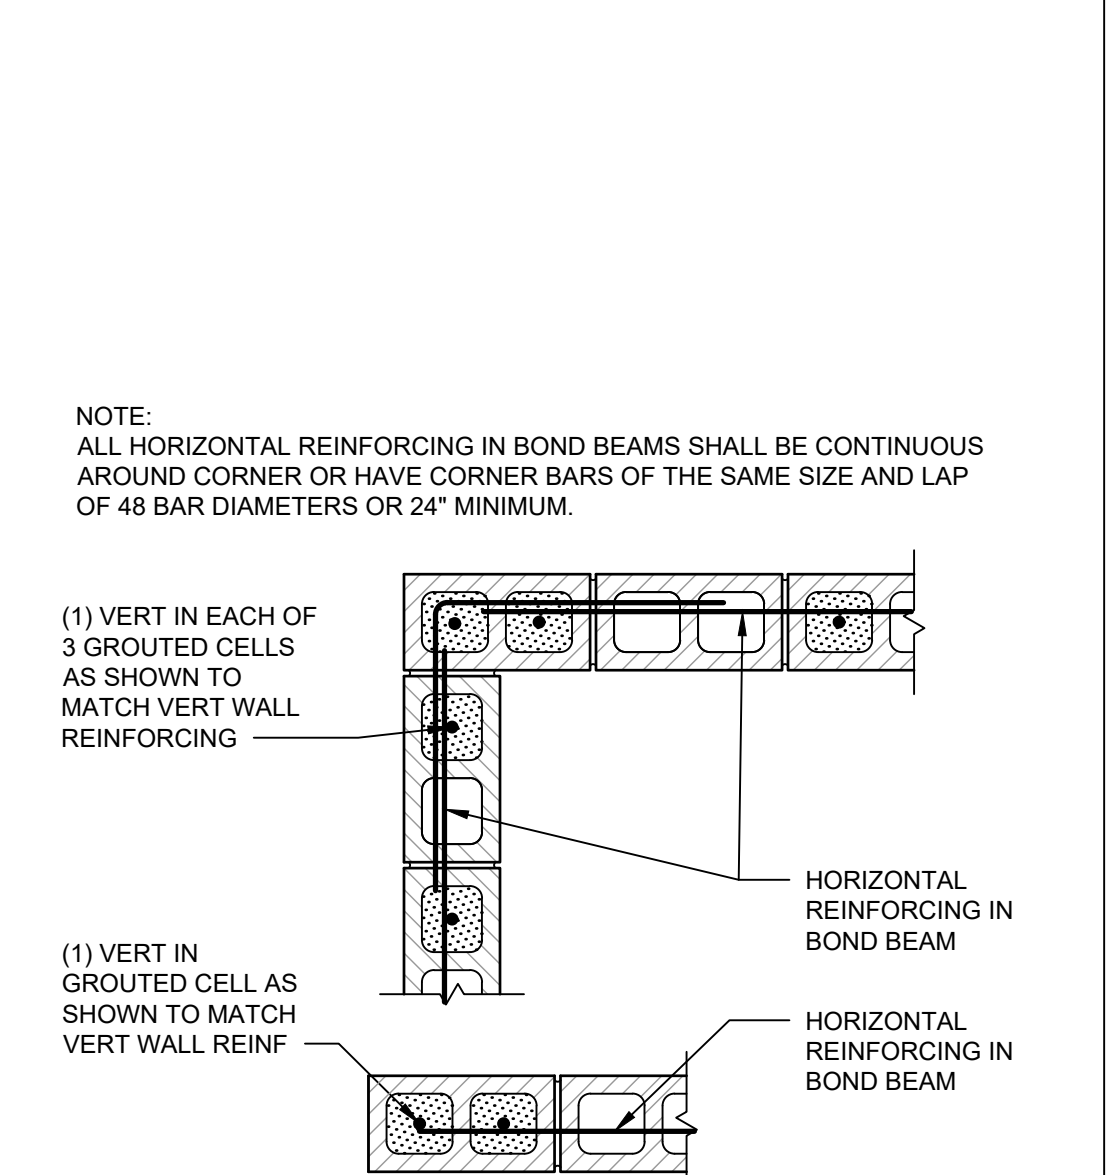 NOTE:
ALL HORIZONTAL REINFORCING IN BOND BEAMS SHALL BE CONTINUOUS
AROUND CORNER OR HAVE CORNER BARS OF THE SAME SIZE AND LAP
OF 48 BAR DIAMETERS OR 24" MINIMUM.
(1) VERT IN EACH OF
3 GROUTED CELLS
AS SHOWN TO
MATCH VERT WALL
REINFORCING
HORIZONTAL
REINFORCING IN
BOND BEAM
(1) VERT IN
GROUTED CELL AS
SHOWN TO MATCH
VERT WALL REINF
HORIZONTAL
REINFORCING IN
BOND BEAM